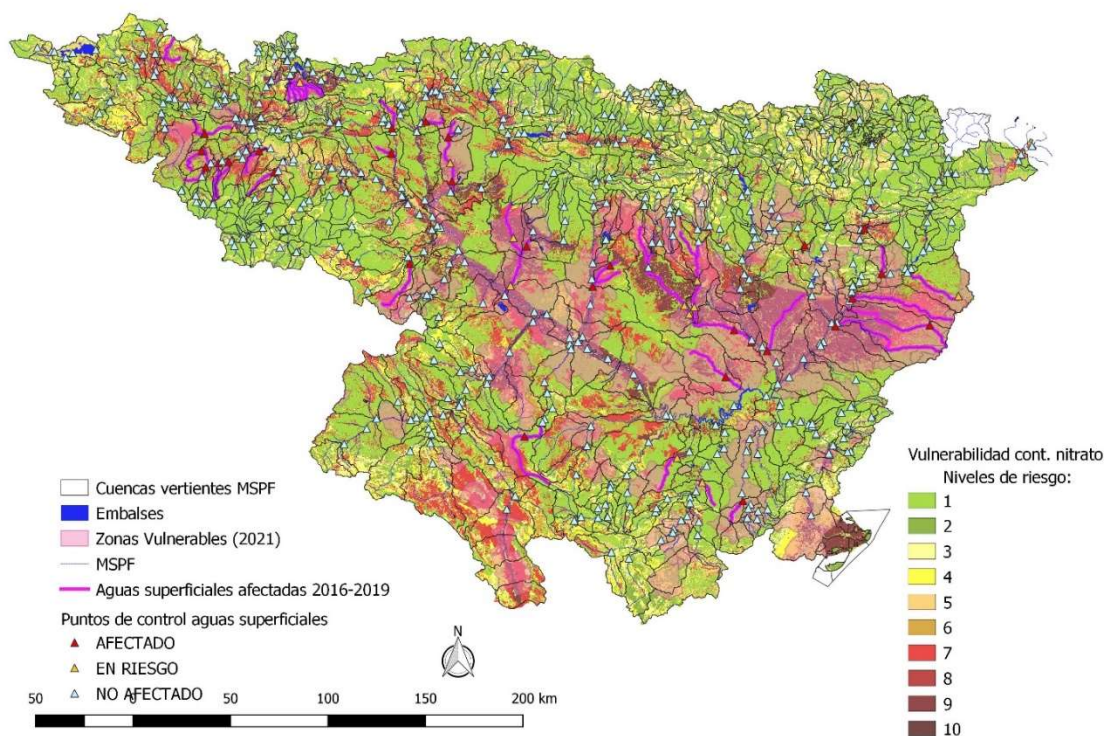 Cuencas vertientes MSPF
Embalses
Zonas Vulnerables (2021)
MSPF
Aguas superficiales afectadas 2016-2019
Puntos de control aguas superficiales
AFECTADO
EN RIESGO
NO AFECTADO
N
50 0 50 100 150 200 km
Vulnerabilidad cont. nitrato
Niveles de riesgo:
1
2
3
4
5
6
7
8
9
10